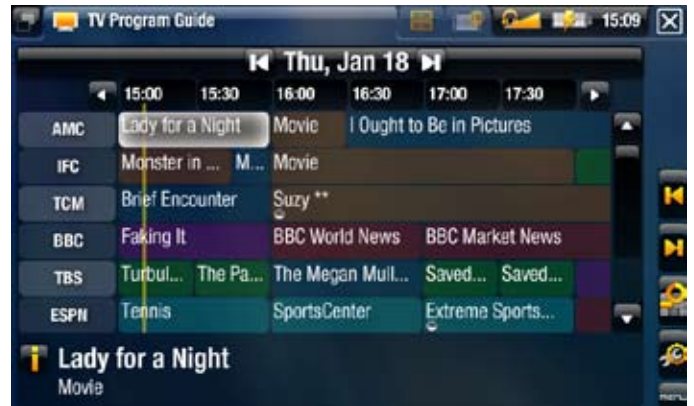 TV Program Guide 15:09
Thu, Jan 18
15:00 15:30 16:00 16:30 17:00 17:30
AMC Lady for a Night Movie I Ought to Be in Pictures
IFC Monster in ... M... Movie
TCM Brief Encounter Suzy **
BBC Faking It BBC World News BBC Market News
TBS Turbul... The Pa... The Megan Mull... Saved... Saved...
ESPN Tennis SportsCenter Extreme Sports...
Lady for a Night
Movie